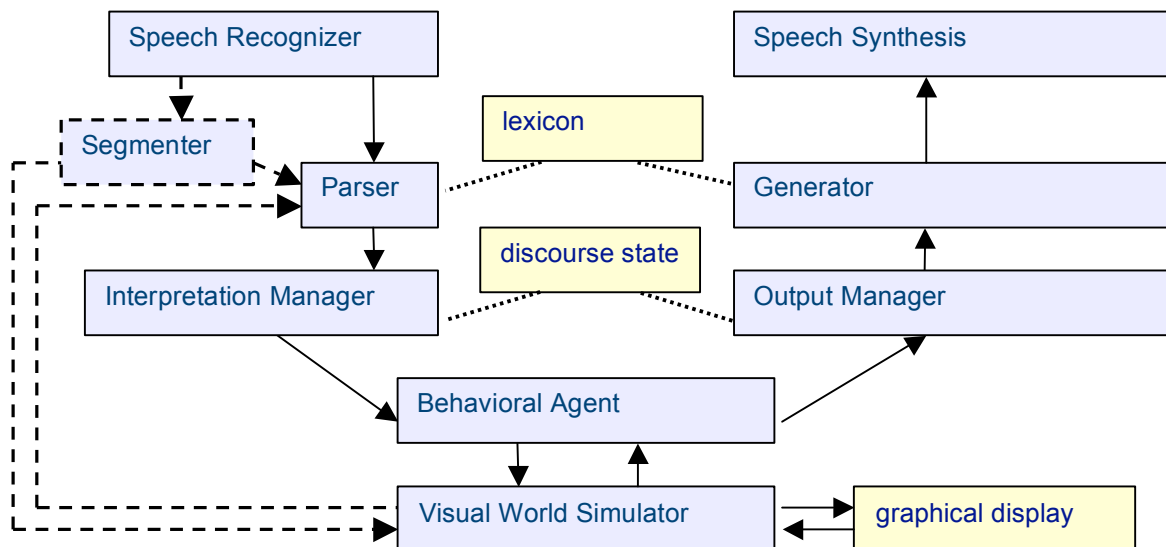 Speech Recognizer
Speech Synthesis
lexicon
Segmenter
Parser
Generator
discourse state
Interpretation Manager
Output Manager
Behavioral Agent
Visual World Simulator
graphical display